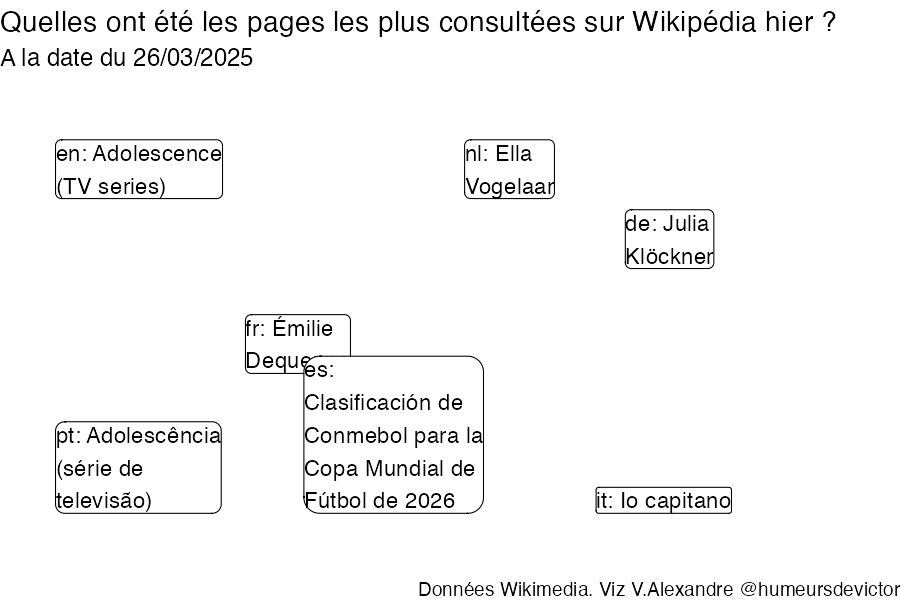 Quelles ont été les pages les plus consultées sur Wikipédia hier ?
A la date du 26/03/2025
en: Adolescence
(TV series)
nl: Ella
Vogelaar
de: Julia
Klöckner
fr: Émilie
es:
Clasificación de
Conmebol para la
Copa Mundial de
Fútbol de 2026
pt: Adolescência
(série de
televisão)
it: Io capitano
Données Wikimedia. Viz V.Alexandre @humeursdevictor